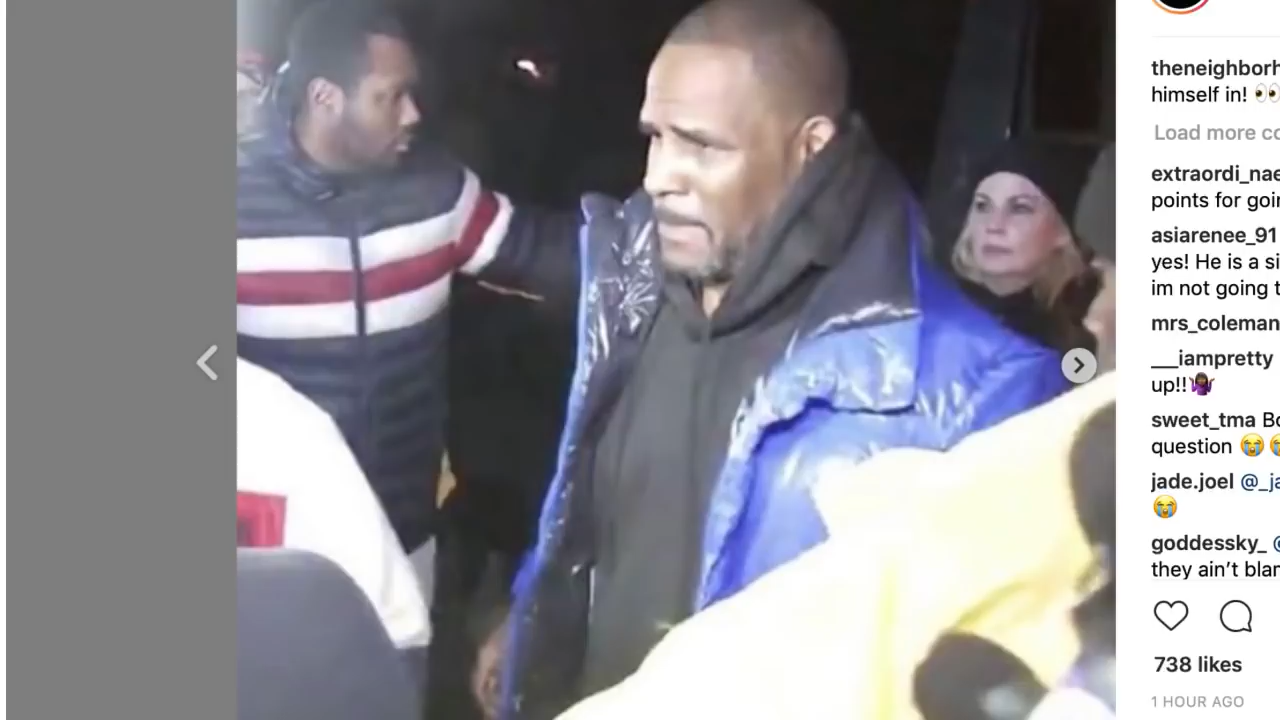 theneighborh
himself in! 👀
Load more co
extraordi_nae
points for goin
asiarenee_91
yes! He is a si
im not going t
mrs_coleman
___iampretty
up!!🤷🏾‍♀️
sweet_tma Bo
question 😭
jade.joel @_ja
😭
goddessky_ @
they ain't blan
738 likes
1 HOUR AGO